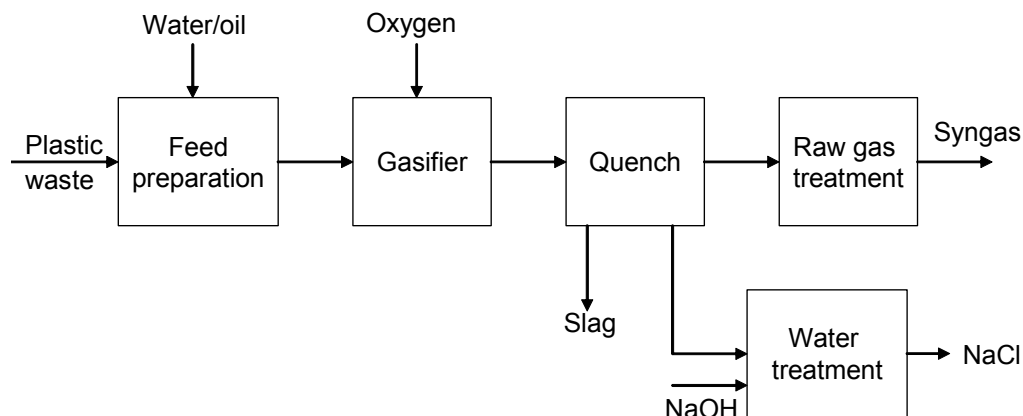 Water/oil
Oxygen
Plastic
waste
Feed
preparation
Gasifier
Quench
Raw gas
treatment
Syngas
Slag
Water
treatment
NaCl
NaOH